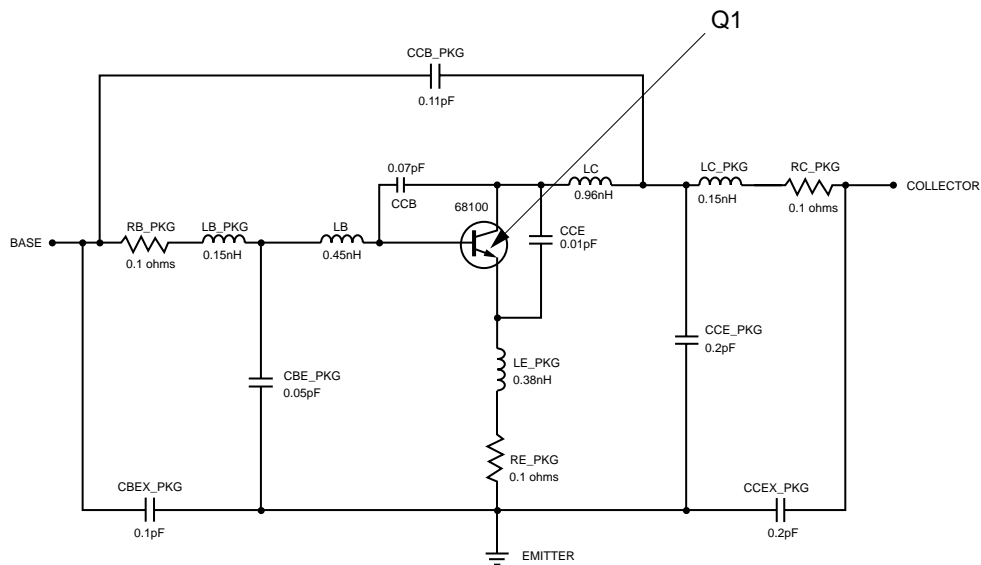 Q1
CCB_PKG
0.11pF
0.07pF
CCB
LC
0.96nH
LC_PKG
0.15nH
RC_PKG
0.1 ohms
COLLECTOR
68100
CCE
0.01pF
BASE
RB_PKG
0.1 ohms
LB_PKG
0.15nH
LB
0.45nH
CCE_PKG
0.2pF
LE_PKG
0.38nH
CBE_PKG
0.05pF
RE_PKG
0.1 ohms
CBEX_PKG
0.1pF
CCEX_PKG
0.2pF
EMITTER